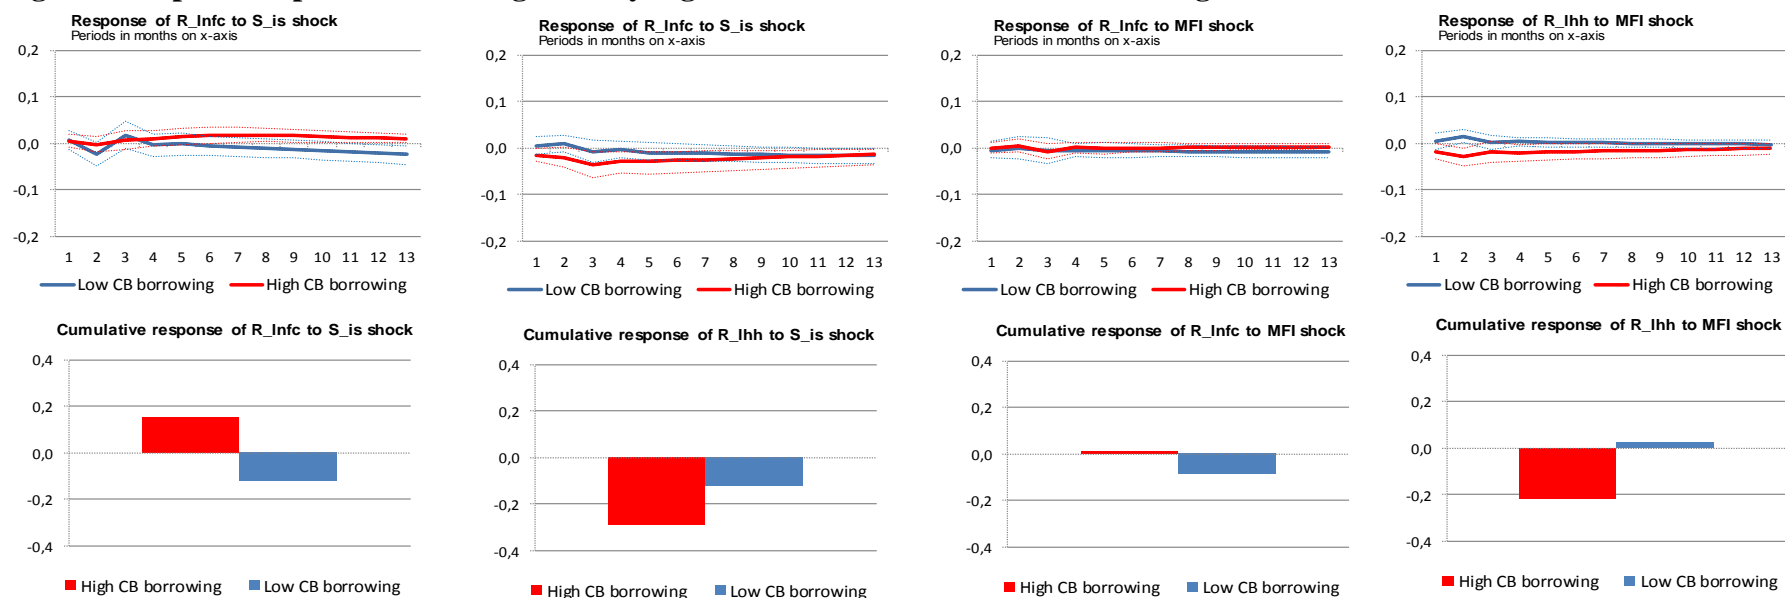 Response of R_lnfc to S_is shock
Periods in months on x-axis
0,2
0,1
0,0
-0,1
-0,2
1 2 3 4 5 6 7 8 9 10 11 12 13
Low CB borrowing High CB borrowing
Response of R_lnfc to S_is shock
Periods in months on x-axis
0,2
0,1
0,0
-0,1
-0,2
1 2 3 4 5 6 7 8 9 10 11 12 13
Low CB borrowing High CB borrowing
Response of R_lnfc to MFI shock
Periods in months on x-axis
0,2
0,1
0,0
-0,1
-0,2
1 2 3 4 5 6 7 8 9 10 11 12 13
Low CB borrowing High CB borrowing
Response of R_lhh to MFI shock
Periods in months on x-axis
0,2
0,1
0,0
-0,1
-0,2
1 2 3 4 5 6 7 8 9 10 11 12 13
Low CB borrowing High CB borrowing
Cumulative response of R_lnfc to S_is shock
0,4
0,2
0,0
-0,2
-0,4
High CB borrowing Low CB borrowing
Cumulative response of R_lhh to S_is shock
0,4
0,2
0,0
-0,2
-0,4
High CB borrowing Low CB borrowing
Cumulative response of R_lnfc to MFI shock
0,4
0,2
0,0
-0,2
-0,4
High CB borrowing Low CB borrowing
Cumulative response of R_lhh to MFI shock
0,4
0,2
0,0
-0,2
-0,4
High CB borrowing Low CB borrowing